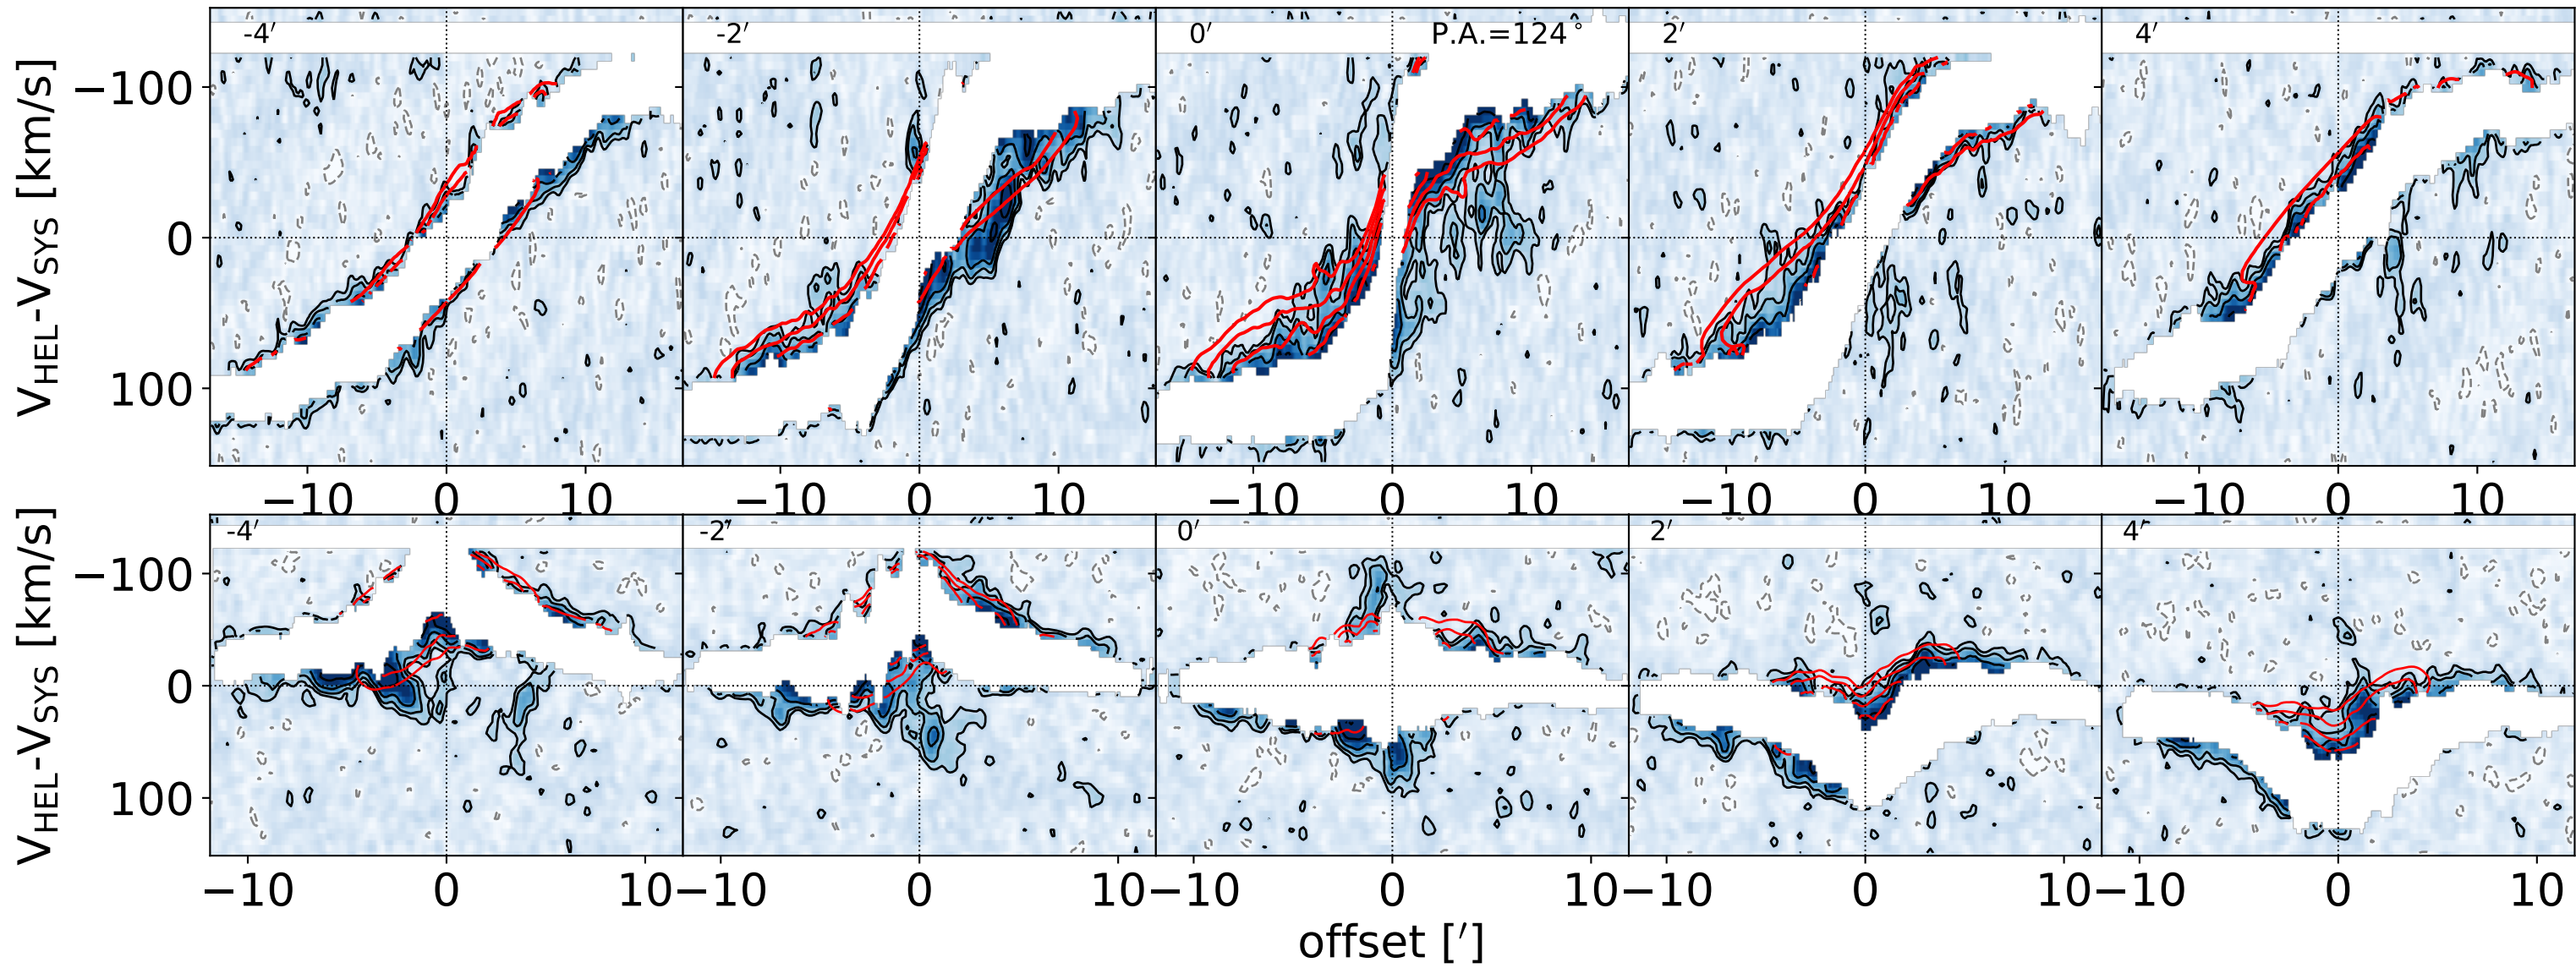 -4′ -2′ 0′ P.A.=124° 2′ 4′
V_HEL-V_SYS [km/s]
−100
0
100
−10 0 10 −10 0 10 −10 0 10 −10 0 10 −10 0 10
-4′ -2′ 0′ 2′ 4′
V_HEL-V_SYS [km/s]
−100
0
100
−10 0 10 −10 0 10 −10 0 10 −10 0 10 −10 0 10
offset [′]